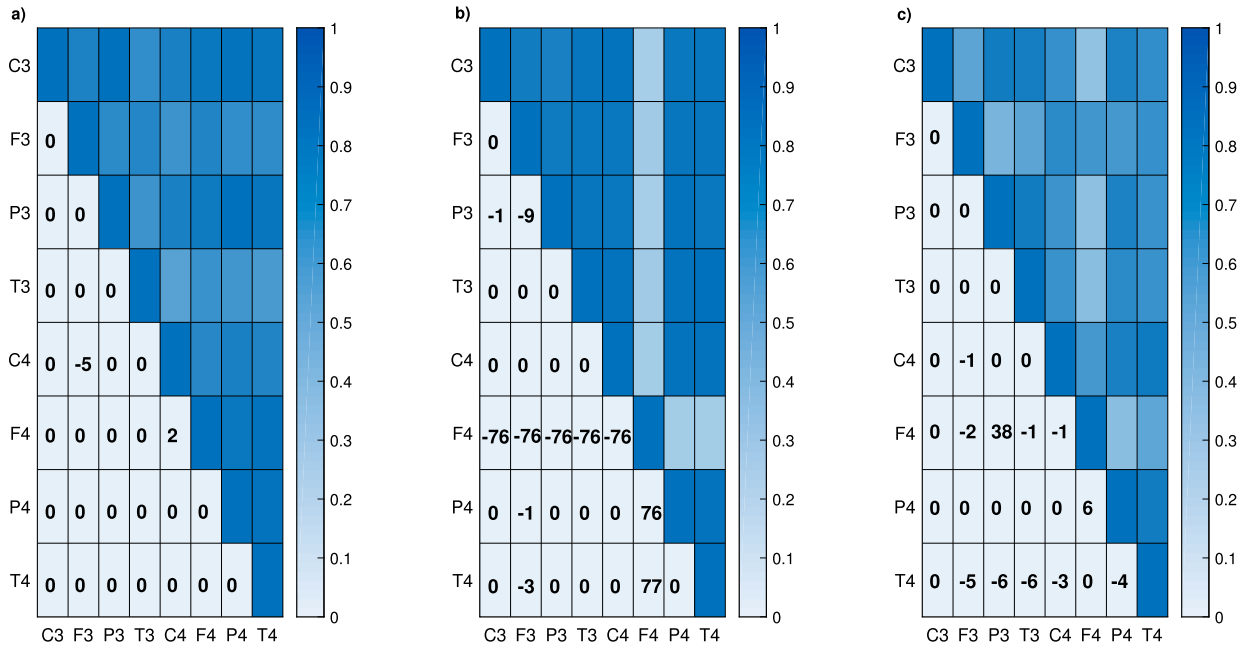 a) b) c)
C3 1 C3 1 C3 1
0.9 0.9 0.9
F3 0 0.8 F3 0 0.8 F3 0 0.8
0.7 0.7 0.7
P3 0 0 P3 -1 -9 P3 0 0
0.6 0.6 0.6
T3 0 0 0 T3 0 0 0 T3 0 0 0
0.5 0.5 0.5
C4 0 -5 0 0 C4 0 0 0 0 C4 0 -1 0 0
0.4 0.4 0.4
F4 0 0 0 0 2 0.3 F4 -76 -76 -76 -76 -76 0.3 F4 0 -2 38 -1 -1 0.3
P4 0 0 0 0 0 0 0.2 P4 0 -1 0 0 0 76 0.2 P4 0 0 0 0 0 6 0.2
0.1 0.1 0.1
T4 0 0 0 0 0 0 0 T4 0 -3 0 0 0 77 0 T4 0 -5 -6 -6 -3 0 -4
0 0 0
C3 F3 P3 T3 C4 F4 P4 T4 C3 F3 P3 T3 C4 F4 P4 T4 C3 F3 P3 T3 C4 F4 P4 T4